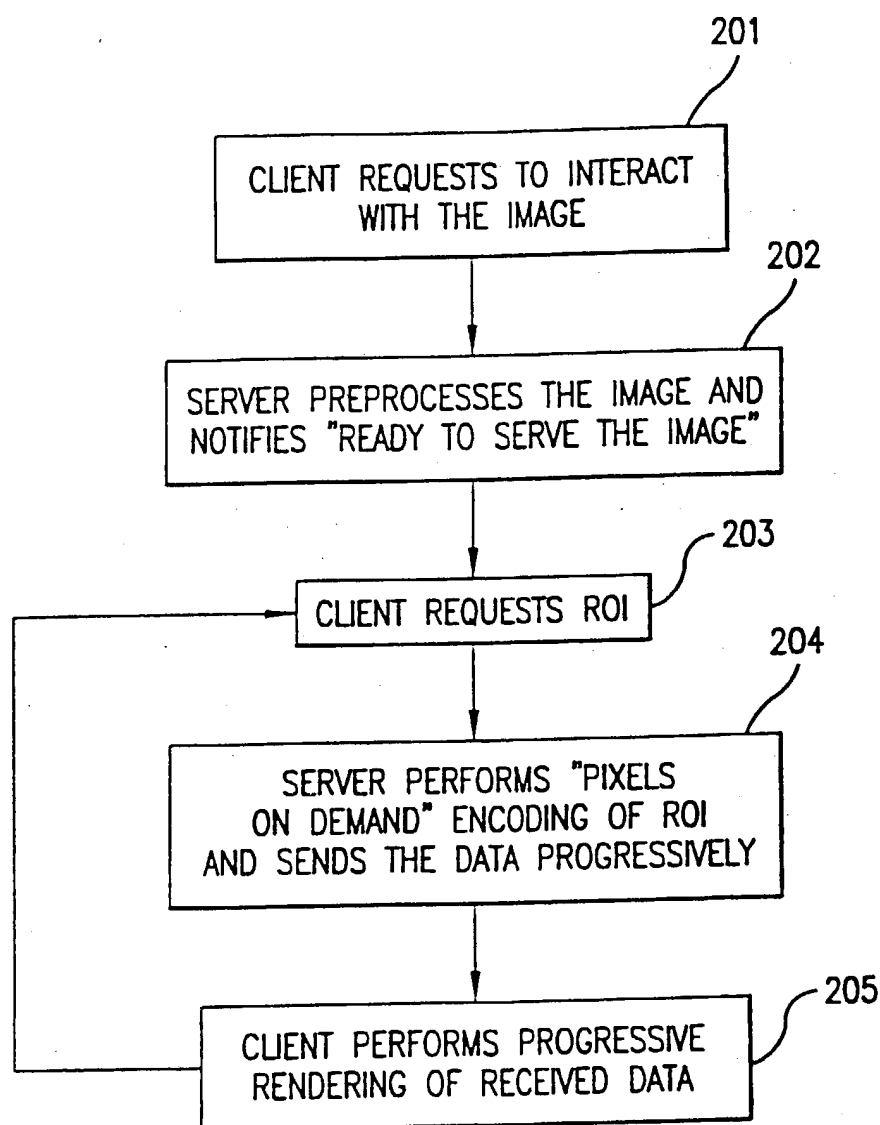 201
CLIENT REQUESTS TO INTERACT
WITH THE IMAGE
202
SERVER PREPROCESSES THE IMAGE AND
NOTIFIES "READY TO SERVE THE IMAGE"
203
CLIENT REQUESTS ROI
204
SERVER PERFORMS "PIXELS
ON DEMAND" ENCODING OF ROI
AND SENDS THE DATA PROGRESSIVELY
205
CLIENT PERFORMS PROGRESSIVE
RENDERING OF RECEIVED DATA